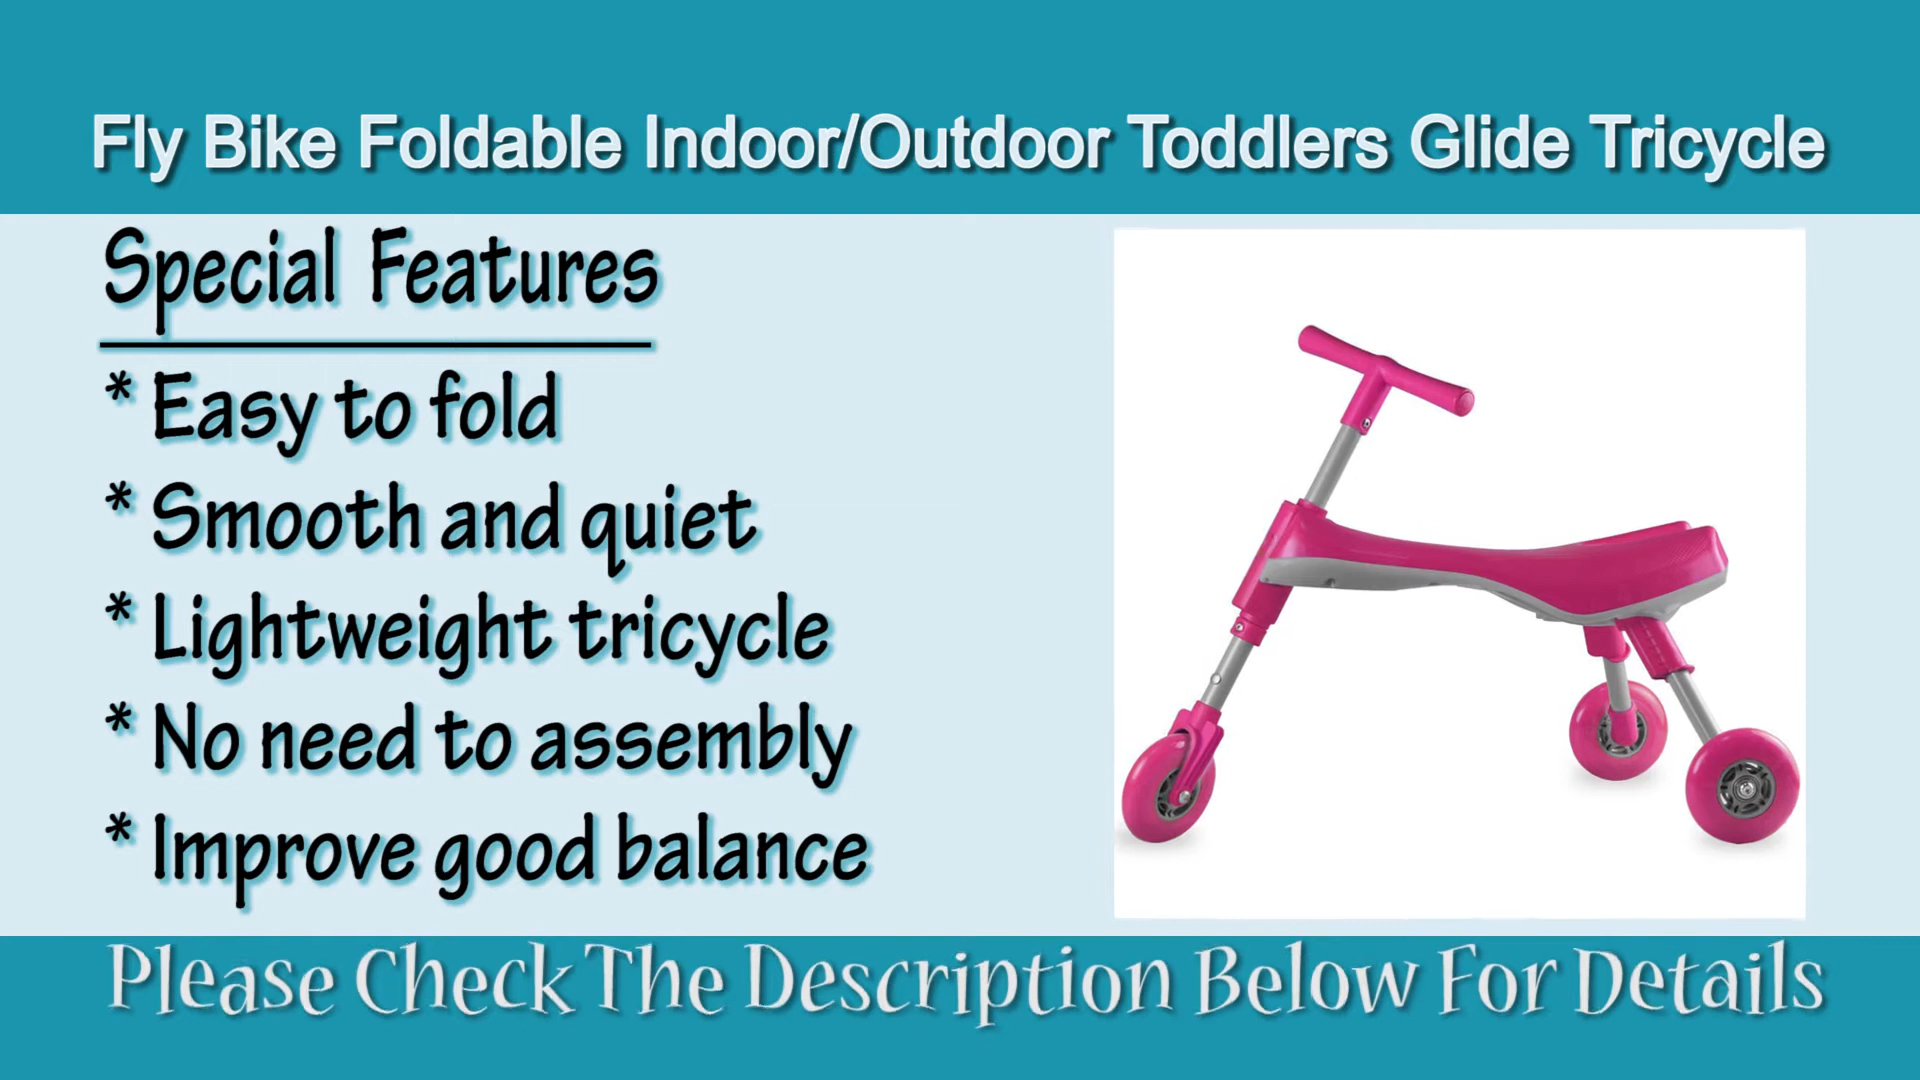 Fly Bike Foldable Indoor/Outdoor Toddlers Glide Tricycle
Special Features
* Easy to fold
* Smooth and quiet
* Lightweight tricycle
* No need to assembly
* Improve good balance
Please Check The Description Below For Details